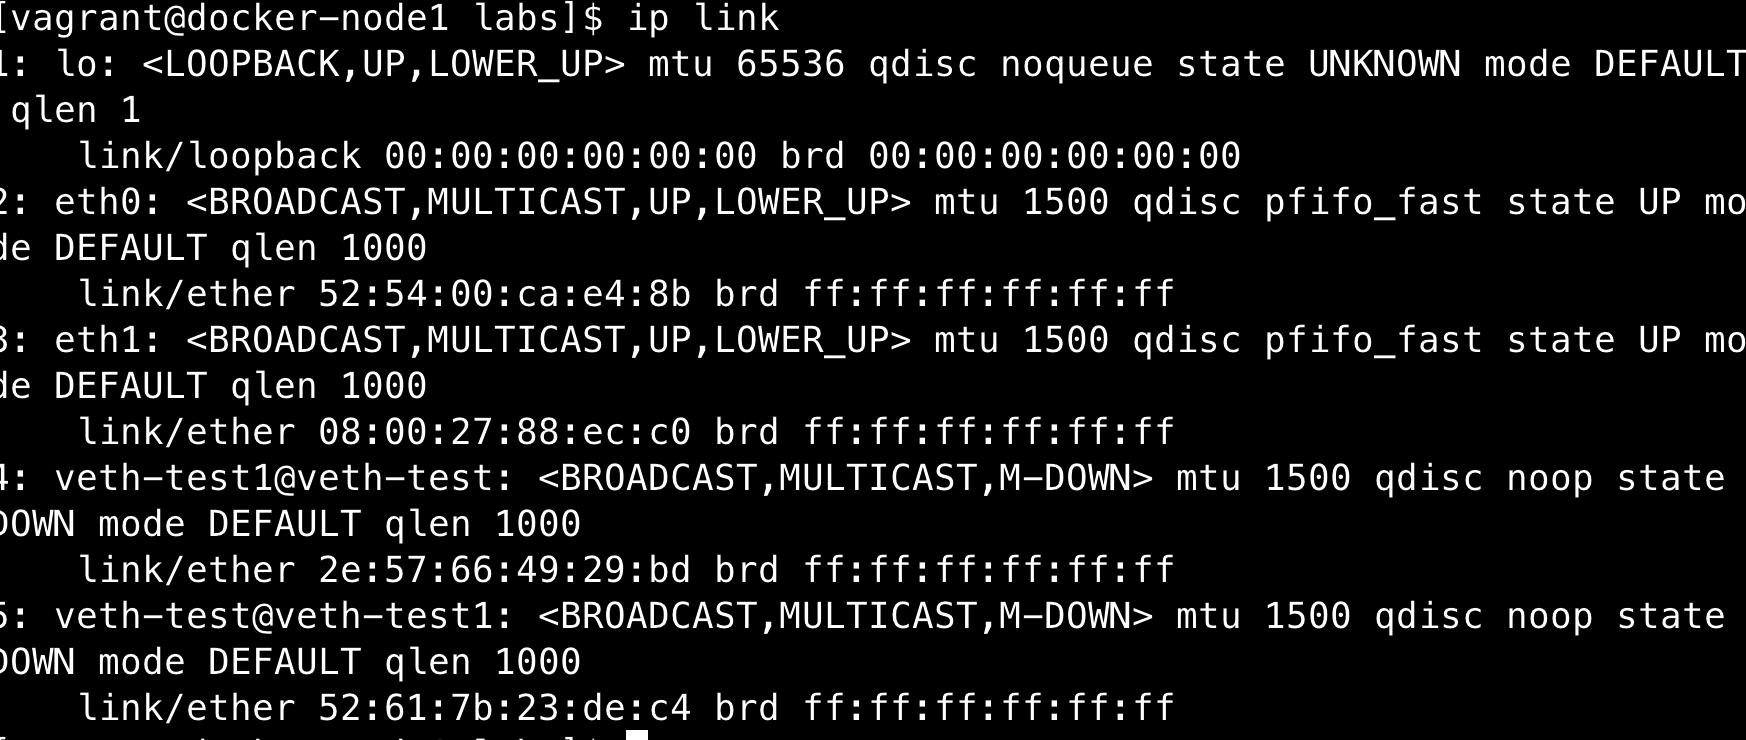 [vagrant@docker-node1 labs]$ ip link
1: lo: <LOOPBACK,UP,LOWER_UP> mtu 65536 qdisc noqueue state UNKNOWN mode DEFAULT
 qlen 1
    link/loopback 00:00:00:00:00:00 brd 00:00:00:00:00:00
2: eth0: <BROADCAST,MULTICAST,UP,LOWER_UP> mtu 1500 qdisc pfifo_fast state UP mo
de DEFAULT qlen 1000
    link/ether 52:54:00:ca:e4:8b brd ff:ff:ff:ff:ff:ff
3: eth1: <BROADCAST,MULTICAST,UP,LOWER_UP> mtu 1500 qdisc pfifo_fast state UP mo
de DEFAULT qlen 1000
    link/ether 08:00:27:88:ec:c0 brd ff:ff:ff:ff:ff:ff
4: veth-test1@veth-test: <BROADCAST,MULTICAST,M-DOWN> mtu 1500 qdisc noop state
DOWN mode DEFAULT qlen 1000
    link/ether 2e:57:66:49:29:bd brd ff:ff:ff:ff:ff:ff
5: veth-test@veth-test1: <BROADCAST,MULTICAST,M-DOWN> mtu 1500 qdisc noop state
DOWN mode DEFAULT qlen 1000
    link/ether 52:61:7b:23:de:c4 brd ff:ff:ff:ff:ff:ff